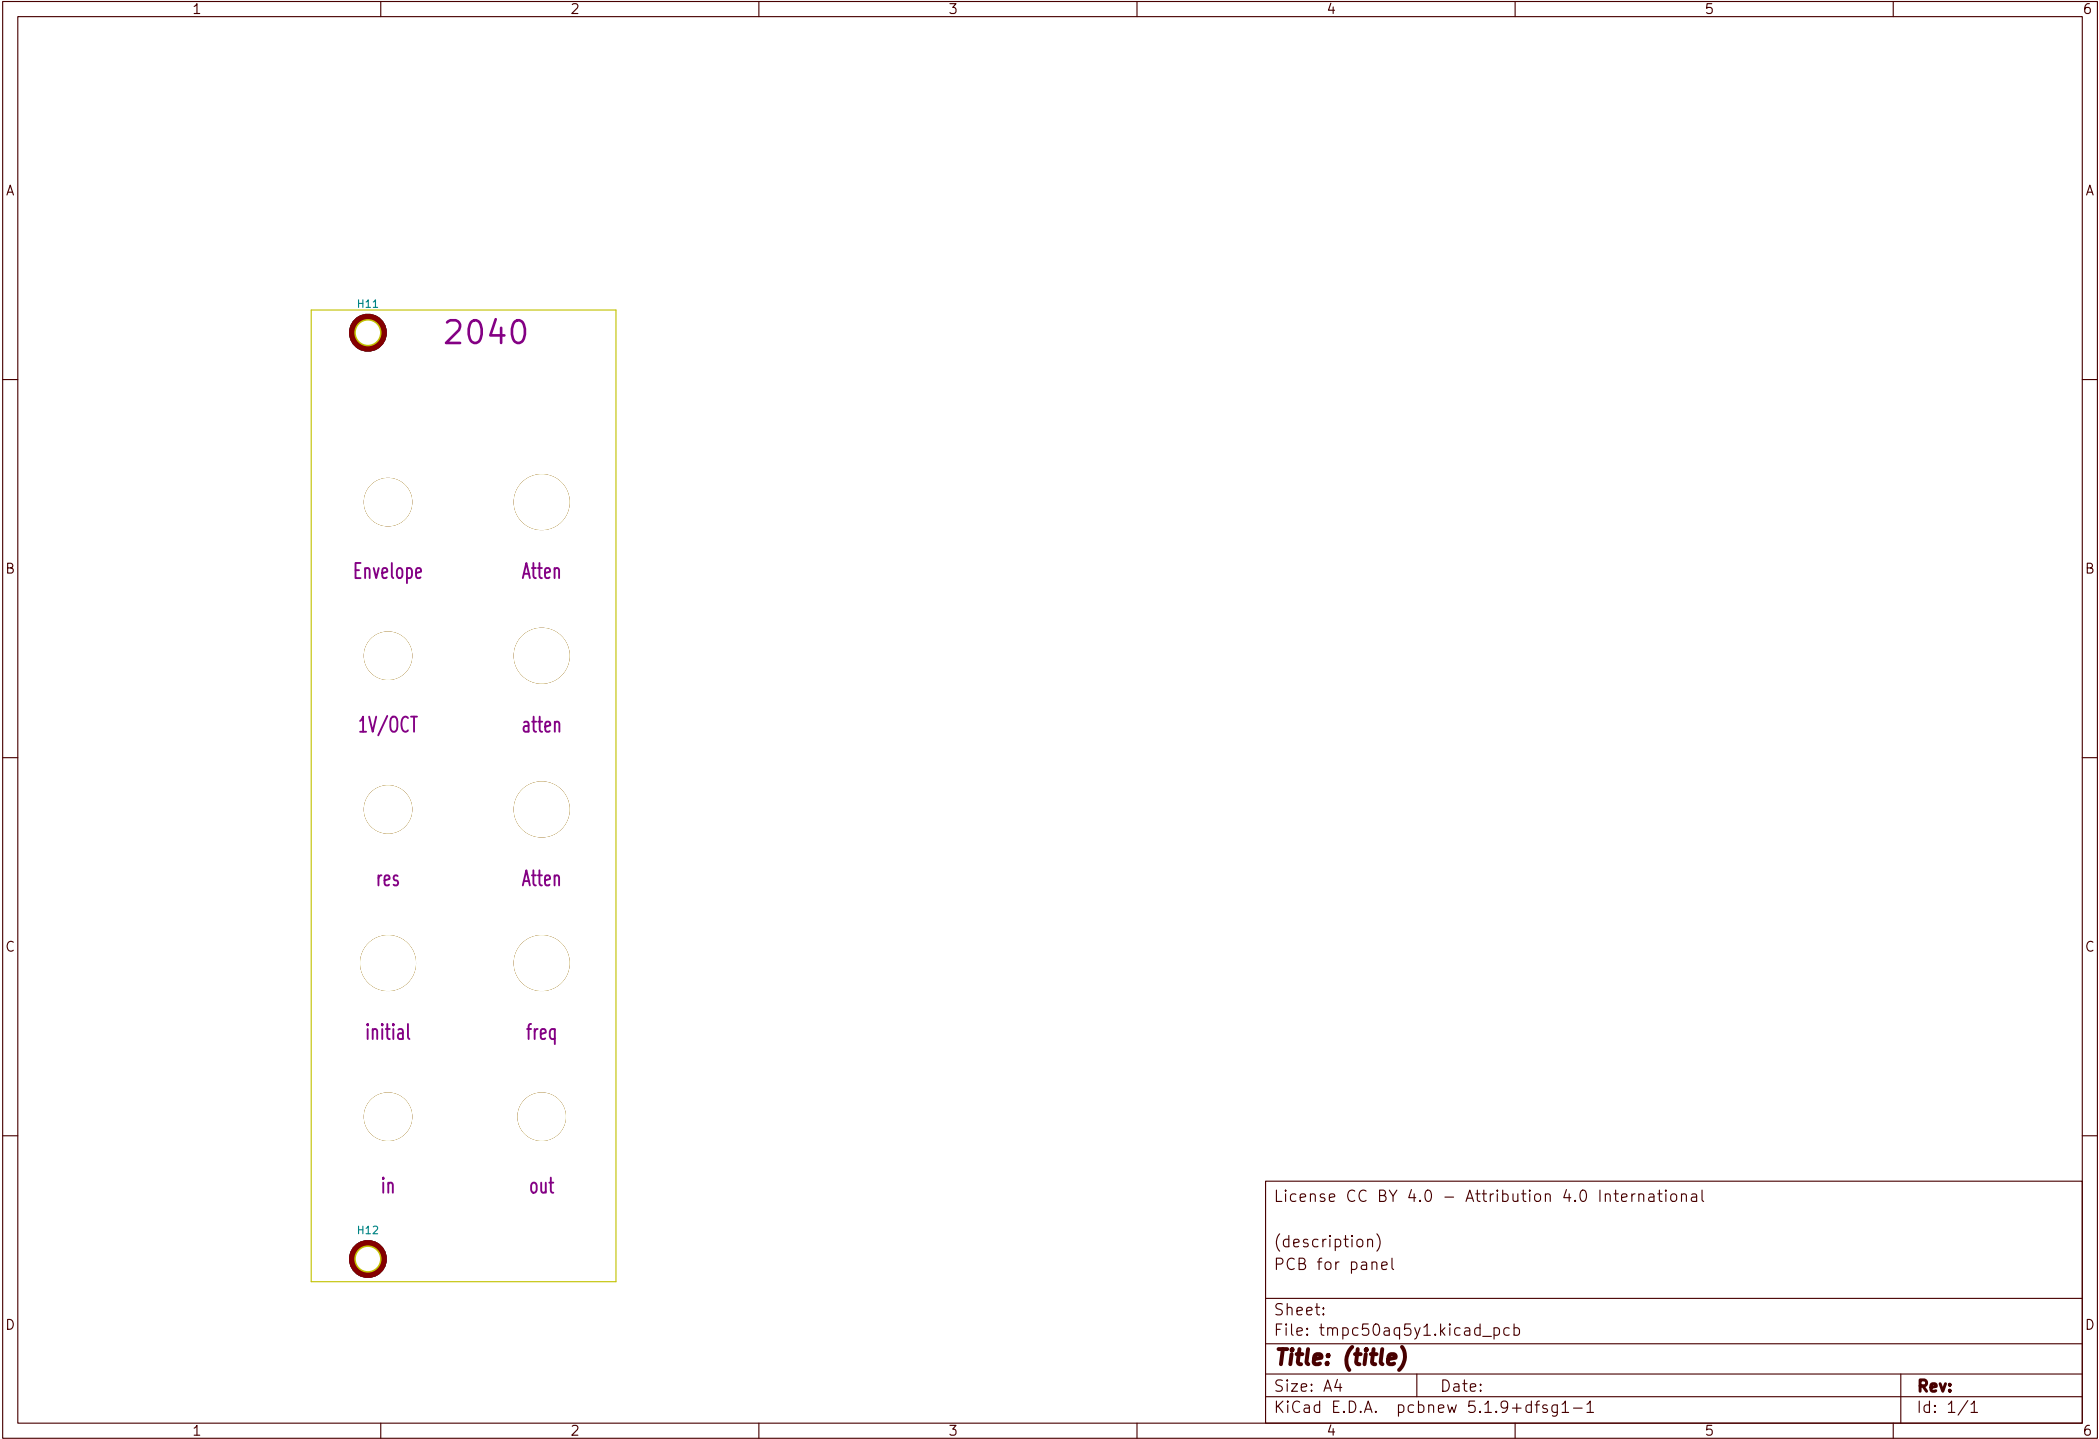 1 2 3 4 5 6
A A
H11
2040
Envelope Atten
B B
1V/OCT atten
res Atten
C C
initial freq
in out
License CC BY 4.0 - Attribution 4.0 International
H12
(description)
PCB for panel
Sheet:
D D
File: tmpc50aq5y1.kicad_pcb
Title: (title)
Size: A4 Date: Rev:
KiCad E.D.A. pcbnew 5.1.9+dfsg1-1 Id: 1/1
1 2 3 4 5 6